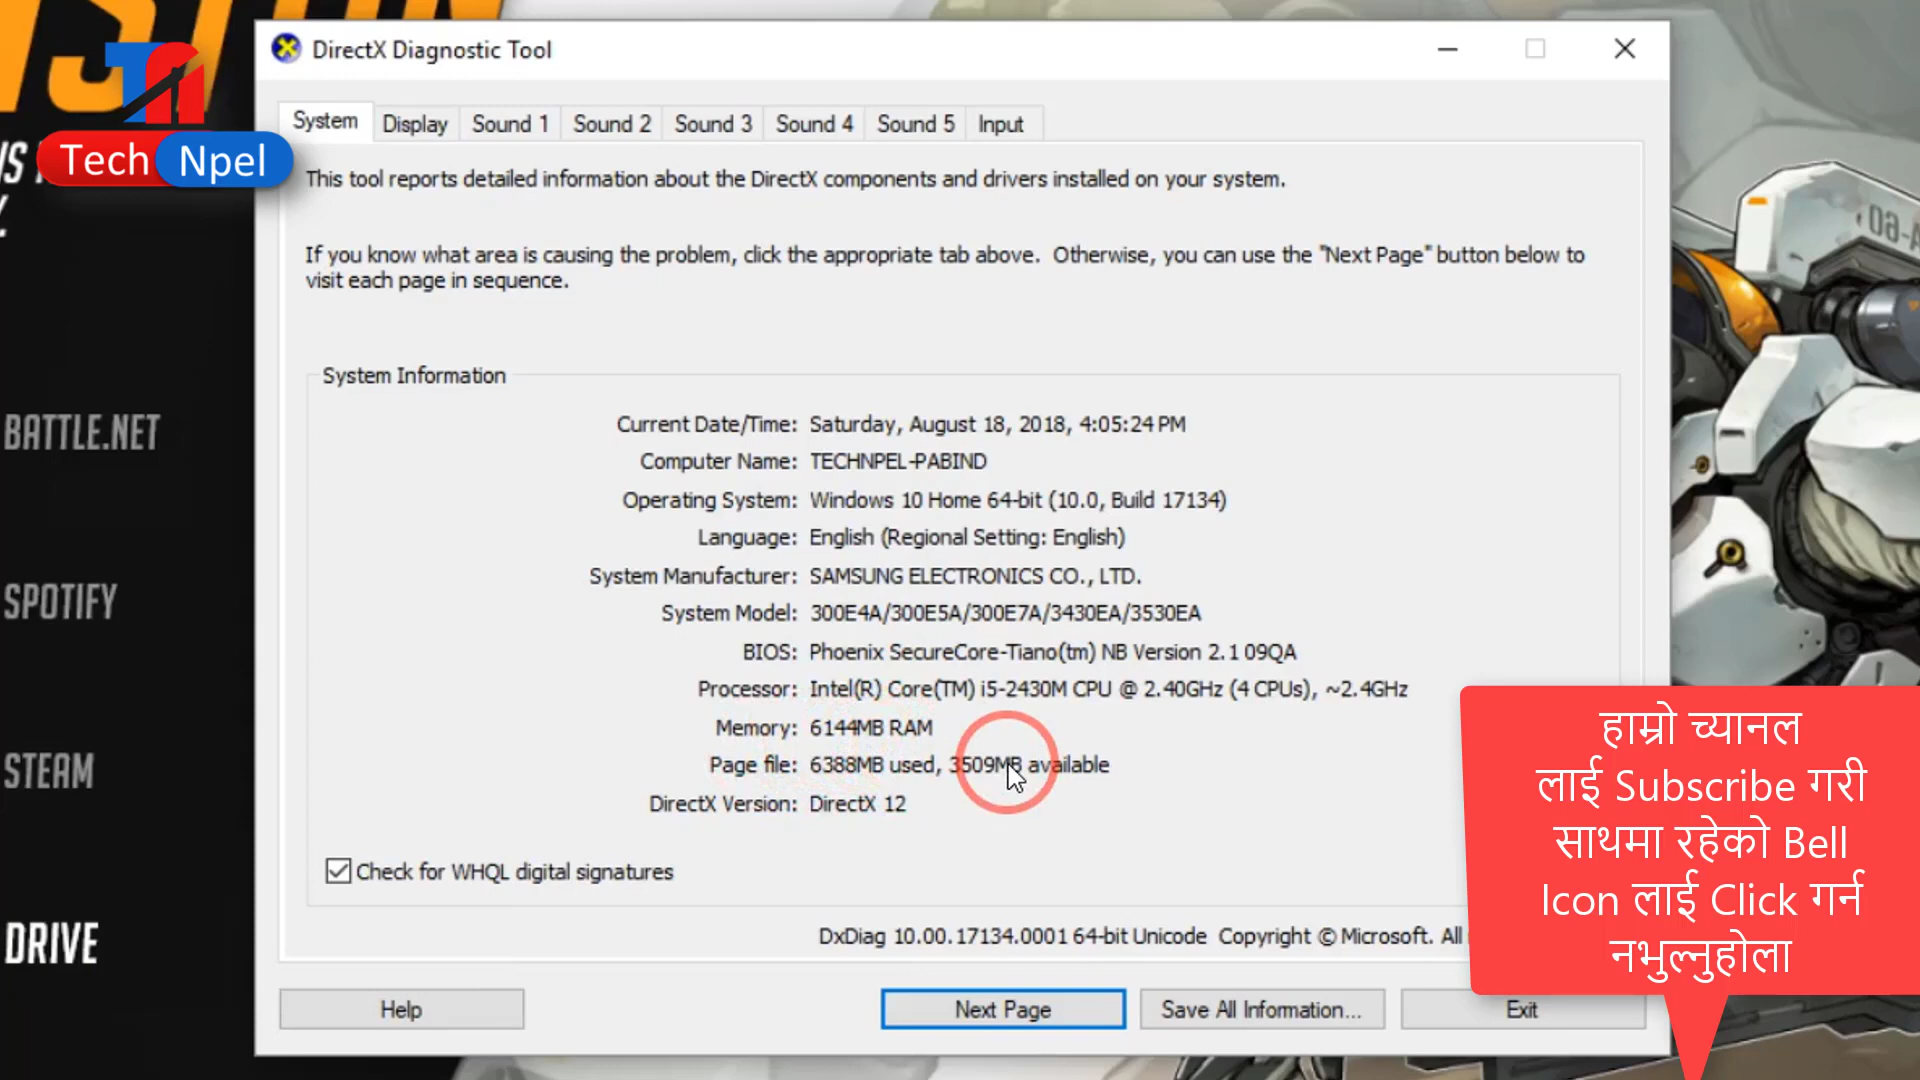 DirectX Diagnostic Tool
Tech Npel
System Display Sound 1 Sound 2 Sound 3 Sound 4 Sound 5 Input
This tool reports detailed information about the DirectX components and drivers installed on your system.
If you know what area is causing the problem, click the appropriate tab above. Otherwise, you can use the "Next Page" button below to
visit each page in sequence.
System Information
Current Date/Time: Saturday, August 18, 2018, 4:05:24 PM
Computer Name: TECHNPEL-PABIND
Operating System: Windows 10 Home 64-bit (10.0, Build 17134)
Language: English (Regional Setting: English)
System Manufacturer: SAMSUNG ELECTRONICS CO., LTD.
System Model: 300E4A/300E5A/300E7A/3430EA/3530EA
BIOS: Phoenix SecureCore-Tiano(tm) NB Version 2.1 09QA
Processor: Intel(R) Core(TM) i5-2430M CPU @ 2.40GHz (4 CPUs), ~2.4GHz
Memory: 6144MB RAM
Page file: 6388MB used, 3509MB available
DirectX Version: DirectX 12
Check for WHQL digital signatures
DxDiag 10.00.17134.0001 64-bit Unicode Copyright © Microsoft. All
Help Next Page Save All Information... Exit
BATTLE.NET
SPOTIFY
STEAM
DRIVE
हाम्रो च्यानल
लाई Subscribe गरी
साथमा रहेको Bell
Icon लाई Click गर्न
नभुल्नुहोला